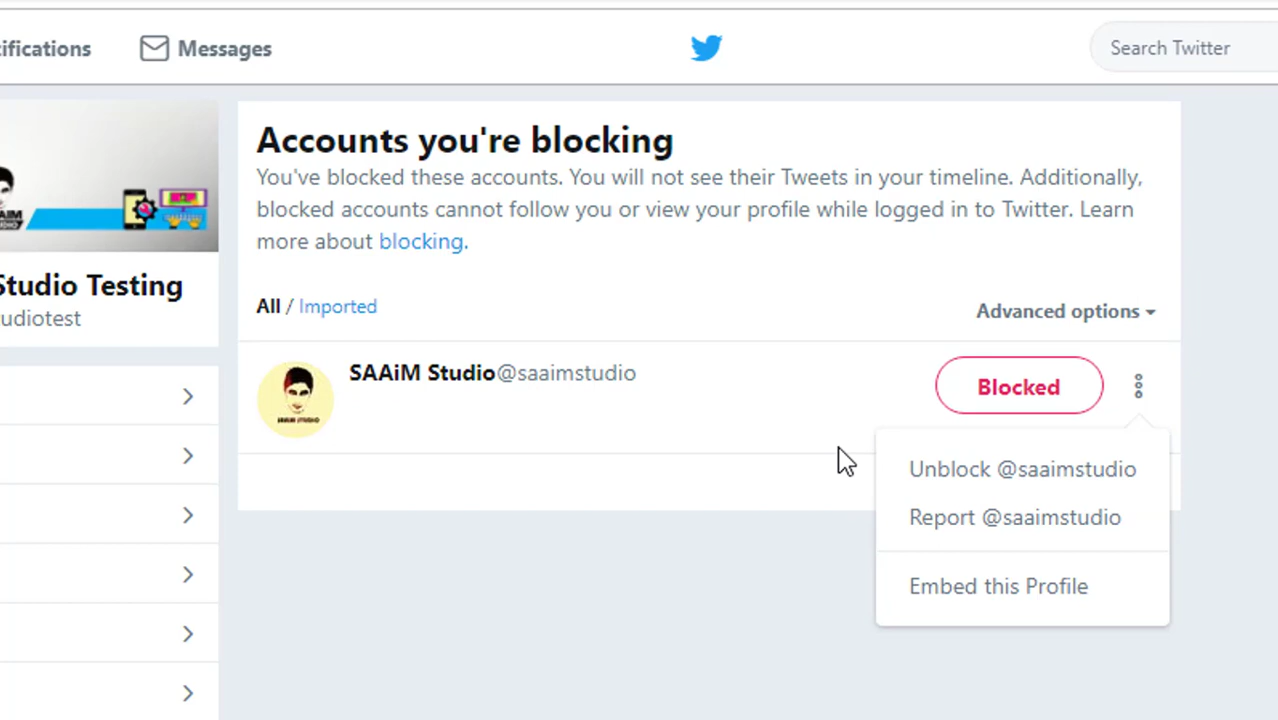 ifications
Messages
Search Twitter
Accounts you're blocking
You've blocked these accounts. You will not see their Tweets in your timeline. Additionally,
blocked accounts cannot follow you or view your profile while logged in to Twitter. Learn
more about blocking.
Studio Testing
udiotest
All / Imported
Advanced options
SAAiM Studio@saaimstudio
Blocked
SAAIM STUDIO
Unblock @saaimstudio
Report @saaimstudio
Embed this Profile